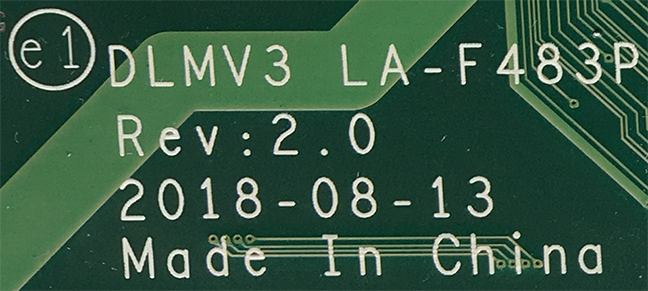 e1 DLMV3 LA-F483P
Rev:2.0
2018-08-13
Made In China